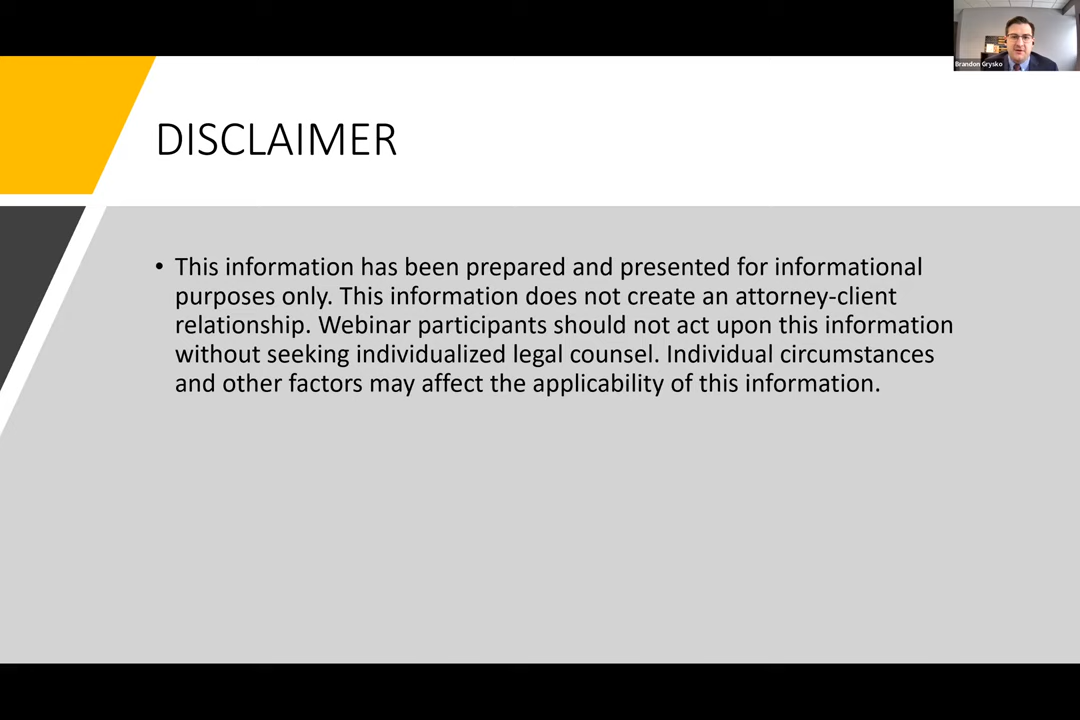 Brandon Grysko
DISCLAIMER
• This information has been prepared and presented for informational
purposes only. This information does not create an attorney-client
relationship. Webinar participants should not act upon this information
without seeking individualized legal counsel. Individual circumstances
and other factors may affect the applicability of this information.